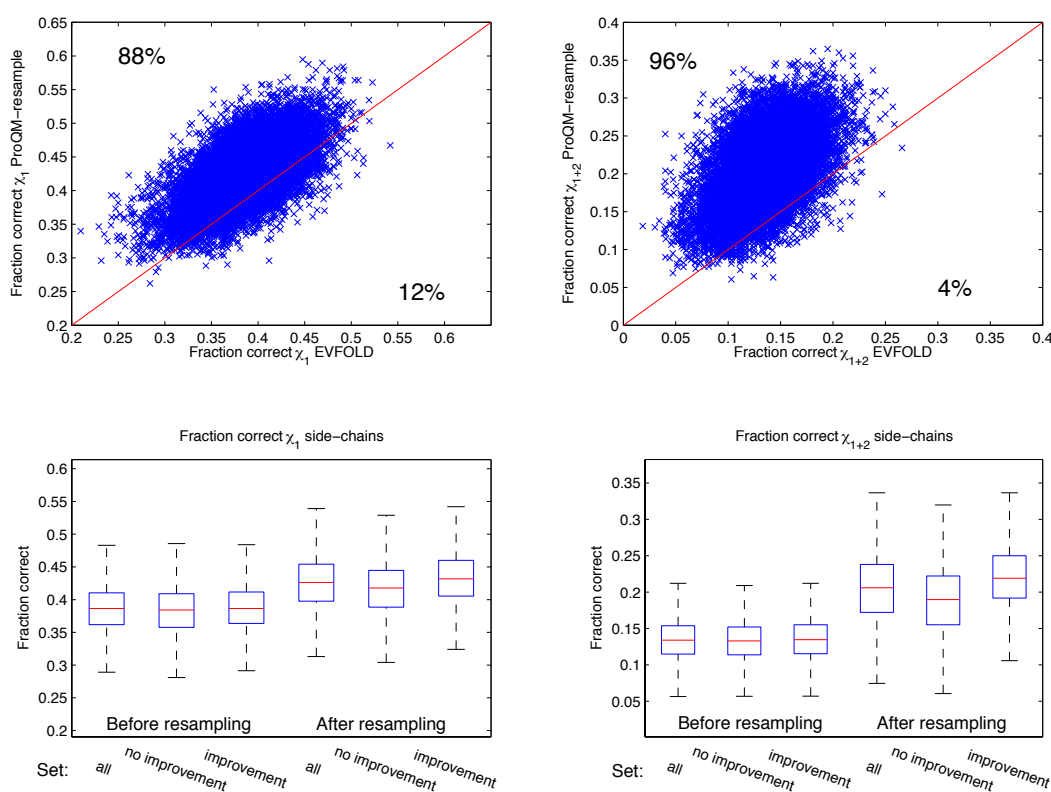 0.65
0.6
0.55
0.5
0.45
0.4
0.35
0.3
0.25
0.2
Fraction corrrect χ1 ProQM−resample
88%
12%
0.2 0.25 0.3 0.35 0.4 0.45 0.5 0.55 0.6
Fraction correct χ1 EVFOLD
0.4
0.35
0.3
0.25
0.2
0.15
0.1
0.05
0
Fraction corrrect χ1+2 ProQM−resample
96%
4%
0 0.05 0.1 0.15 0.2 0.25 0.3 0.35 0.4
Fraction correct χ1+2 EVFOLD
Fraction correct χ1 side−chains
0.6
0.55
0.5
0.45
0.4
0.35
0.3
0.25
0.2
Fraction correct
Before resampling After resampling
Set: all no improvement improvement all no improvement improvement
Fraction correct χ1+2 side−chains
0.35
0.3
0.25
0.2
0.15
0.1
0.05
Fraction correct
Before resampling After resampling
Set: all no improvement improvement all no improvement improvement